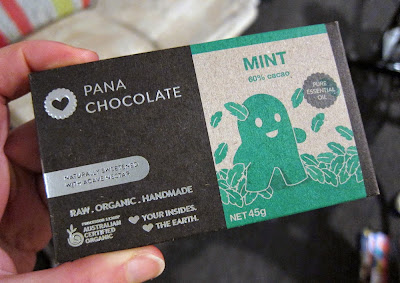 PANA
CHOCOLATE
NATURALLY SWEETENED
WITH AGAVE NECTAR
RAW . ORGANIC . HANDMADE
AUSTRALIAN
CERTIFIED
ORGANIC
YOUR INSIDES.
THE EARTH.
MINT
60% cacao
PURE
ESSENTIAL
OIL
NET 45g